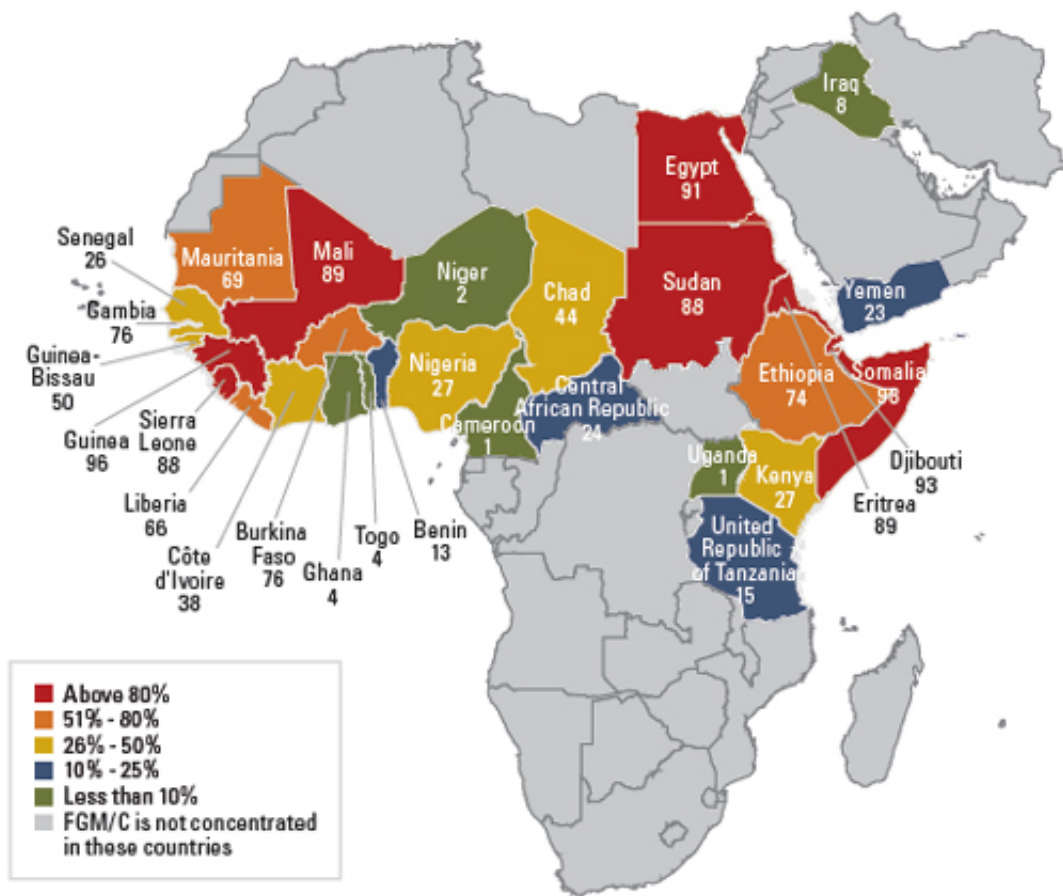 Iraq
8
Egypt
91
Senegal
26
Mauritania
69
Mali
89
Niger
2
Chad
44
Sudan
88
Yemen
23
Gambia
76
Guinea-
Bissau
50
Nigeria
27
Ethiopia
74
Somalia
98
Central
African Republic
24
Cameroon
1
Guinea
96
Sierra
Leone
88
Uganda
1
Kenya
27
Djibouti
93
Eritrea
89
Liberia
66
Côte
d'Ivoire
38
Burkina
Faso
76
Ghana
4
Togo
4
Benin
13
United
Republic
of Tanzania
15
Above 80%
51% - 80%
26% - 50%
10% - 25%
Less than 10%
FGM/C is not concentrated
in these countries